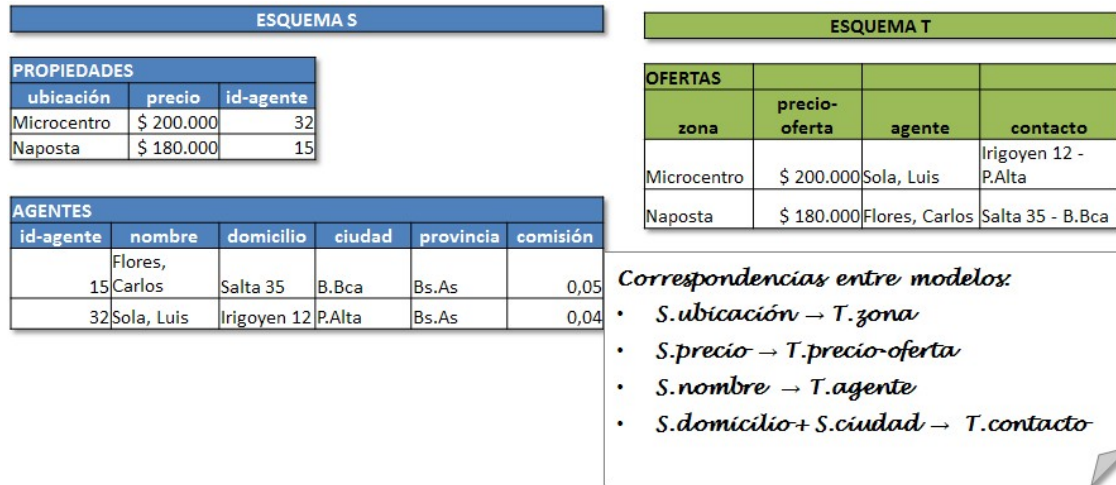 ESQUEMA S
PROPIEDADES
ubicación precio id-agente
Microcentro $ 200.000 32
Naposta $ 180.000 15
AGENTES
id-agente nombre domicilio ciudad provincia comisión
Flores,
15 Carlos Salta 35 B.Bca Bs.As 0,05
32 Sola, Luis Irigoyen 12 P.Alta Bs.As 0,04
ESQUEMA T
OFERTAS
precio-
zona oferta agente contacto
Irigoyen 12 -
Microcentro $ 200.000 Sola, Luis P.Alta
Naposta $ 180.000 Flores, Carlos Salta 35 - B.Bca
Correspondencias entre modelos:
• S.ubicación → T.zona
• S.precio → T.precio-oferta
• S.nombre → T.agente
• S.domicilio + S.ciudad → T.contacto